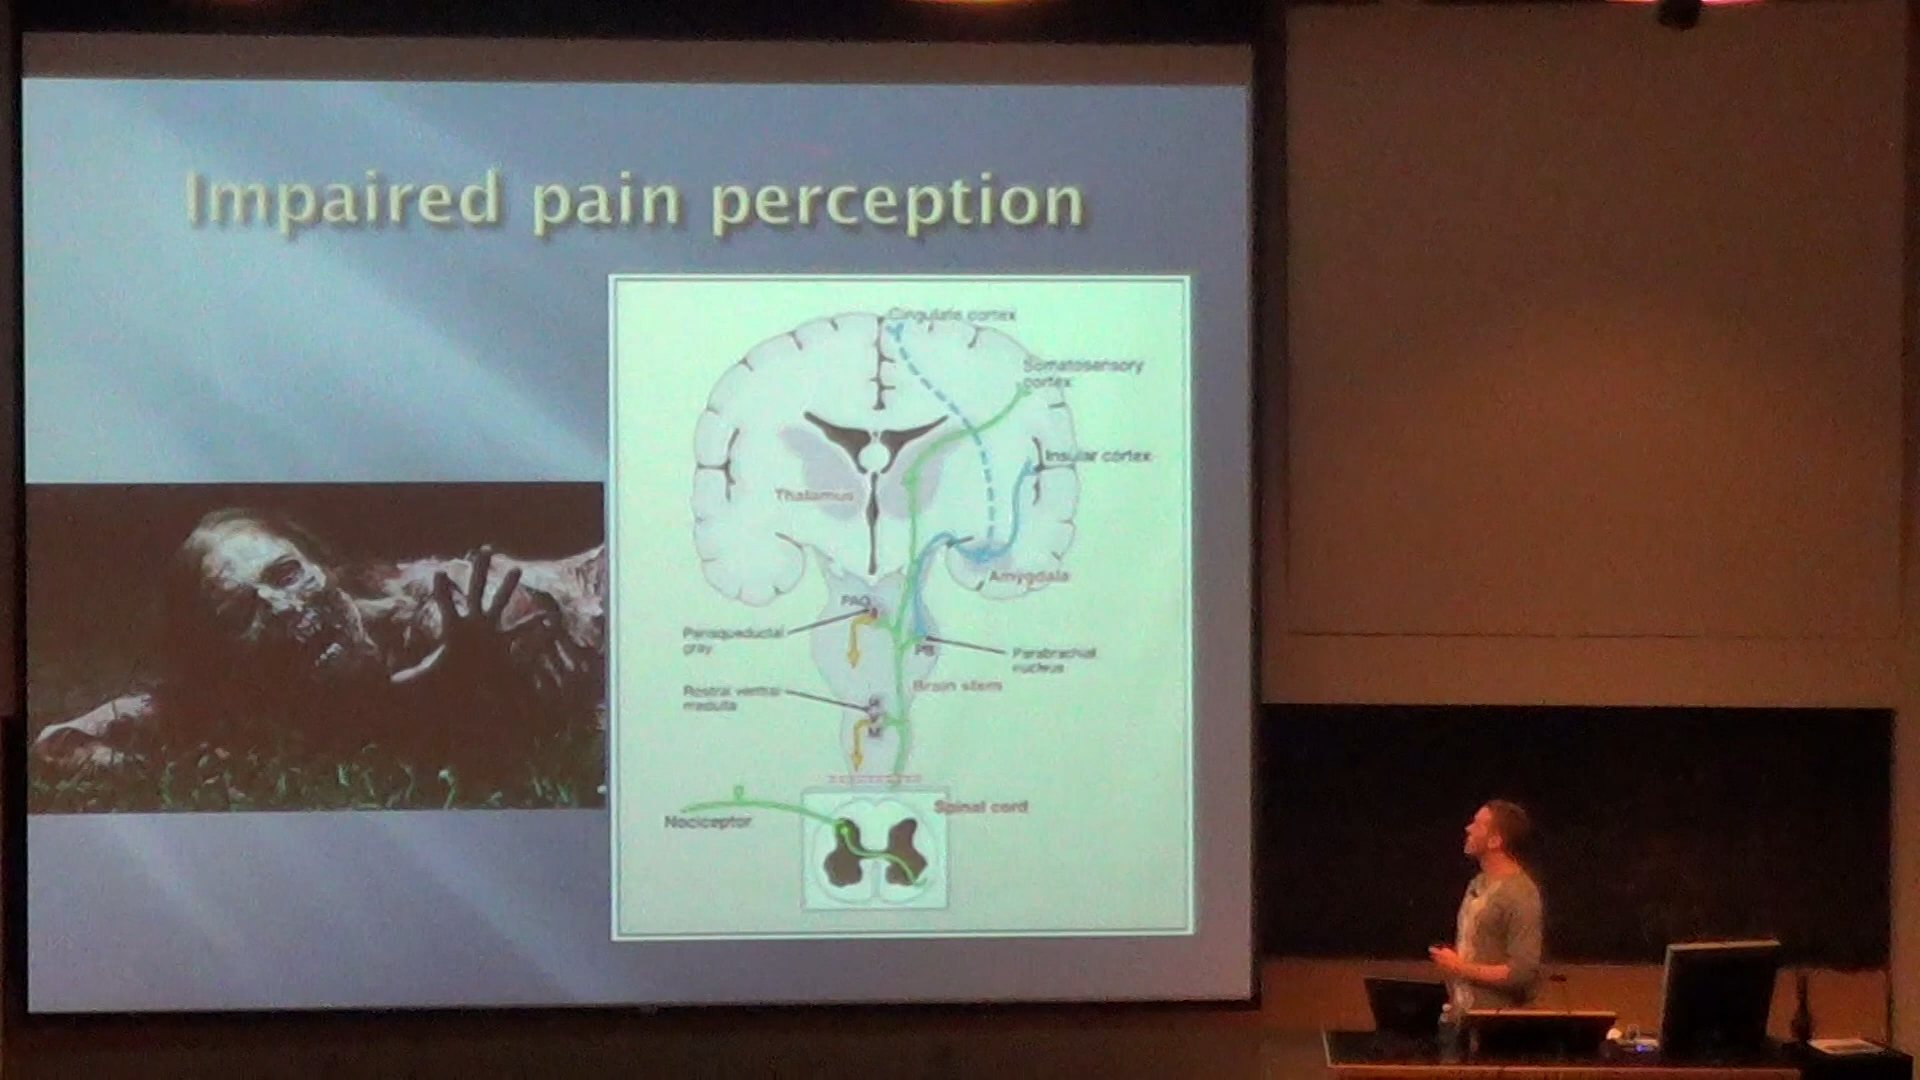 Impaired pain perception
Cingulate cortex
Somatosensory
cortex
Insular cortex
Thalamus
Amygdala
PAG
Periaqueductal
gray
PB
Parabrachial
nucleus
Brain stem
Rostral ventral
medulla
R
V
M
Spinal cord
Nociceptor